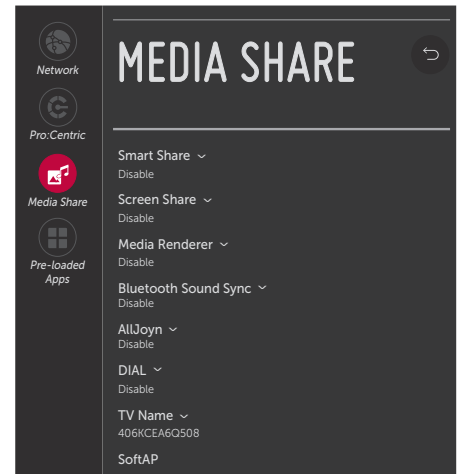 Network
Pro:Centric
Media Share
Pre-loaded
Apps
MEDIA SHARE
Smart Share
Disable
Screen Share
Disable
Media Renderer
Disable
Bluetooth Sound Sync
Disable
AllJoyn
Disable
DIAL
Disable
TV Name
406KCEA6Q508
SoftAP